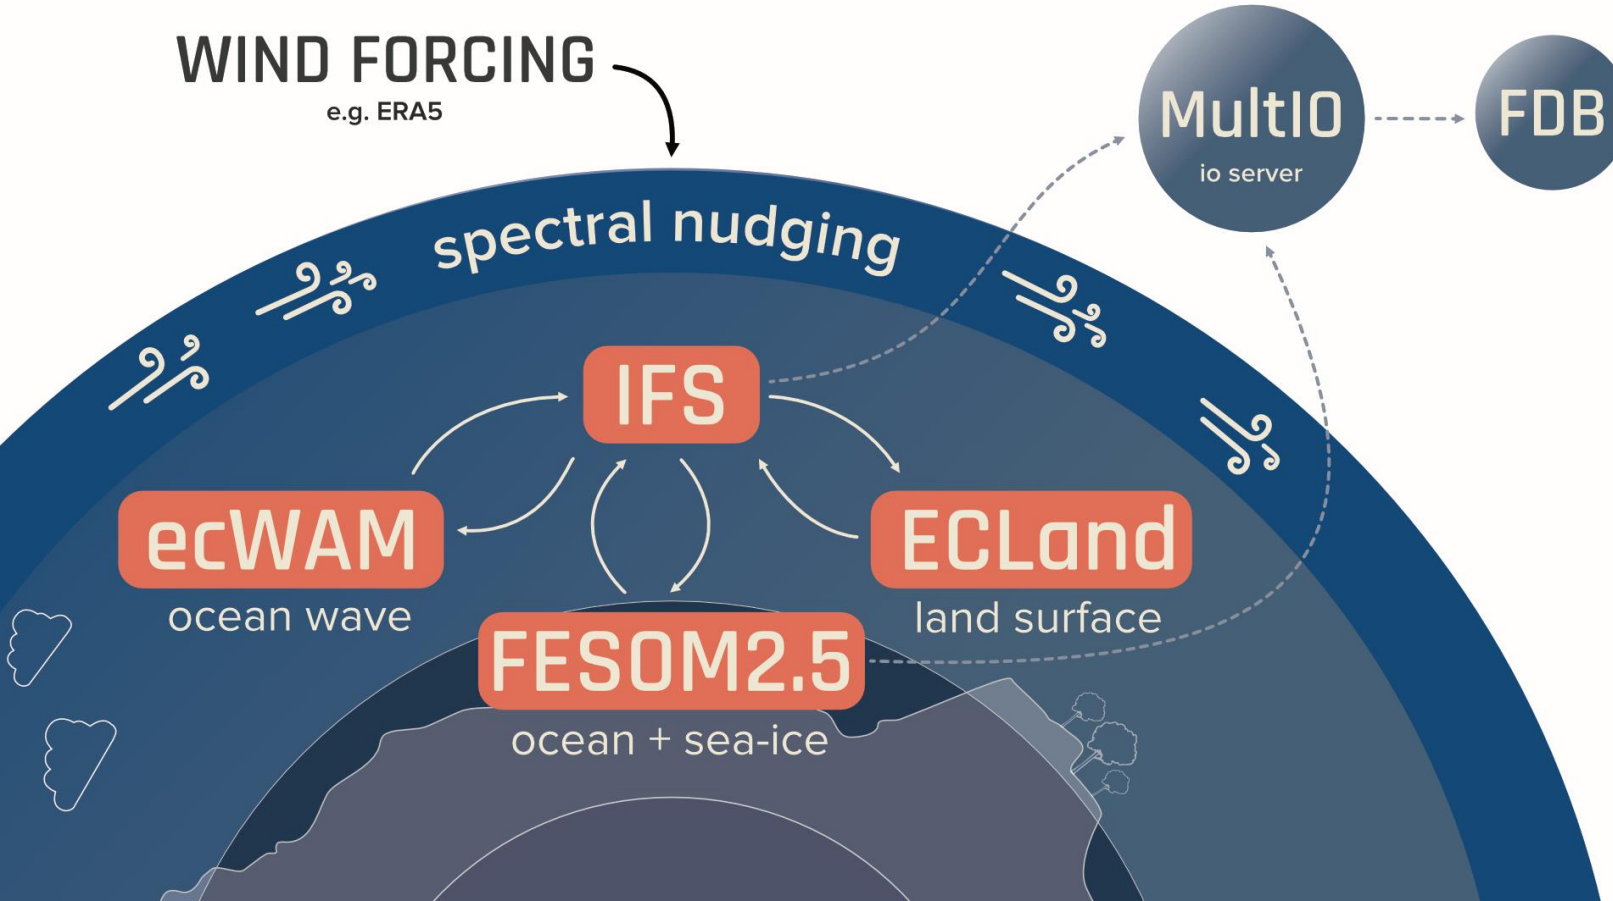 WIND FORCING
e.g. ERA5
MultIO
io server
FDB
spectral nudging
IFS
ecWAM
ocean wave
ECLand
land surface
FESOM2.5
ocean + sea-ice